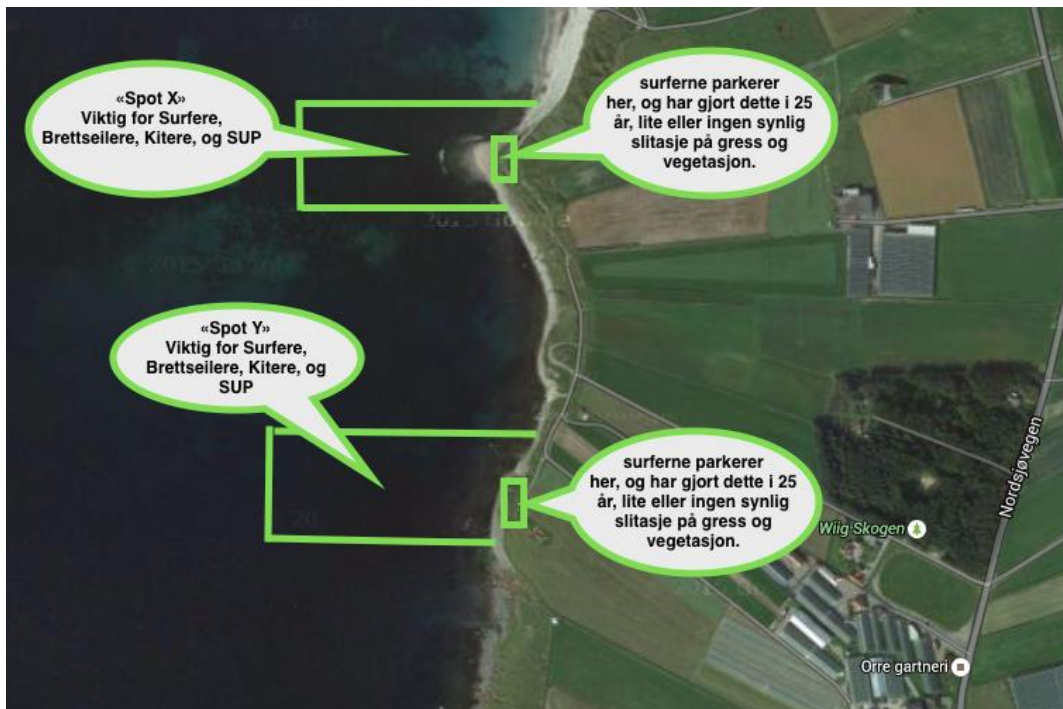 «Spot X»
Viktig for Surfere,
Brettseilere, Kitere, og SUP
surferne parkerer
her, og har gjort dette i 25
år, lite eller ingen synlig
slitasje på gress og
vegetasjon.
«Spot Y»
Viktig for Surfere,
Brettseilere, Kitere, og
SUP
surferne parkerer
her, og har gjort dette i 25
år, lite eller ingen synlig
slitasje på gress og
vegetasjon.
Nordsjøvegen
Wiig Skogen
Orre gartneri